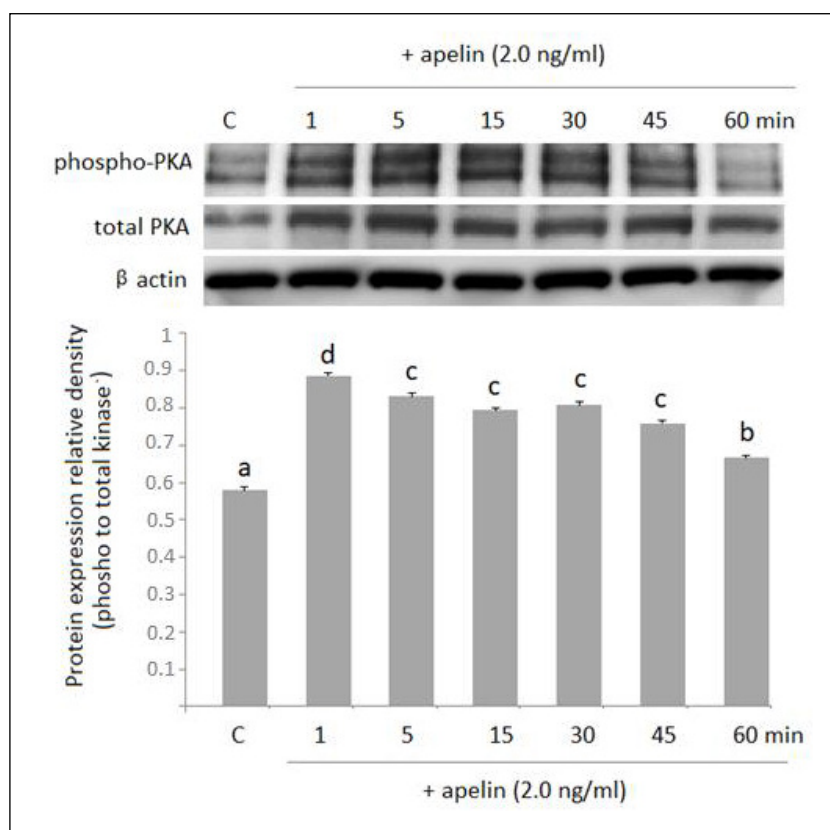 + apelin (2.0 ng/ml)
C 1 5 15 30 45 60 min
phospho-PKA
total PKA
β actin
Protein expression relative density
(phosho to total kinase-)
1
0.9
0.8
0.7
0.6
0.5
0.4
0.3
0.2
0.1
a d c c c c b
C 1 5 15 30 45 60 min
+ apelin (2.0 ng/ml)